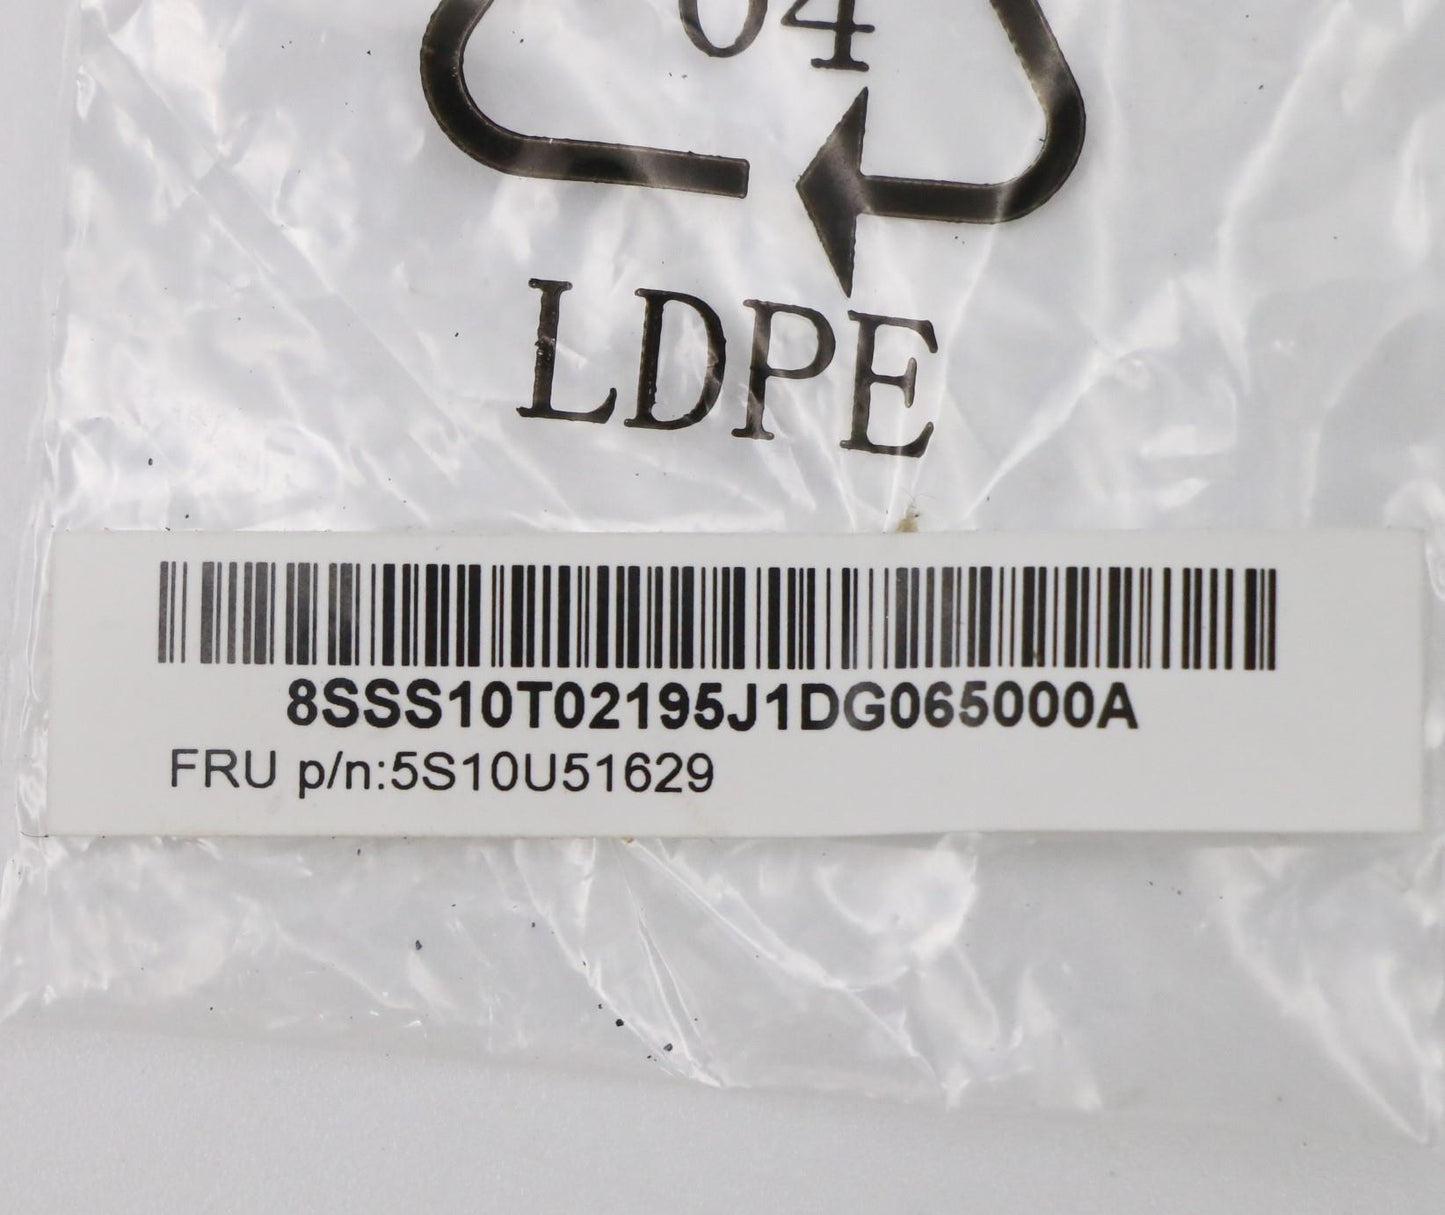 04
LDPE
8SSS10T02195J1DG065000A
FRU p/n:5S10U51629